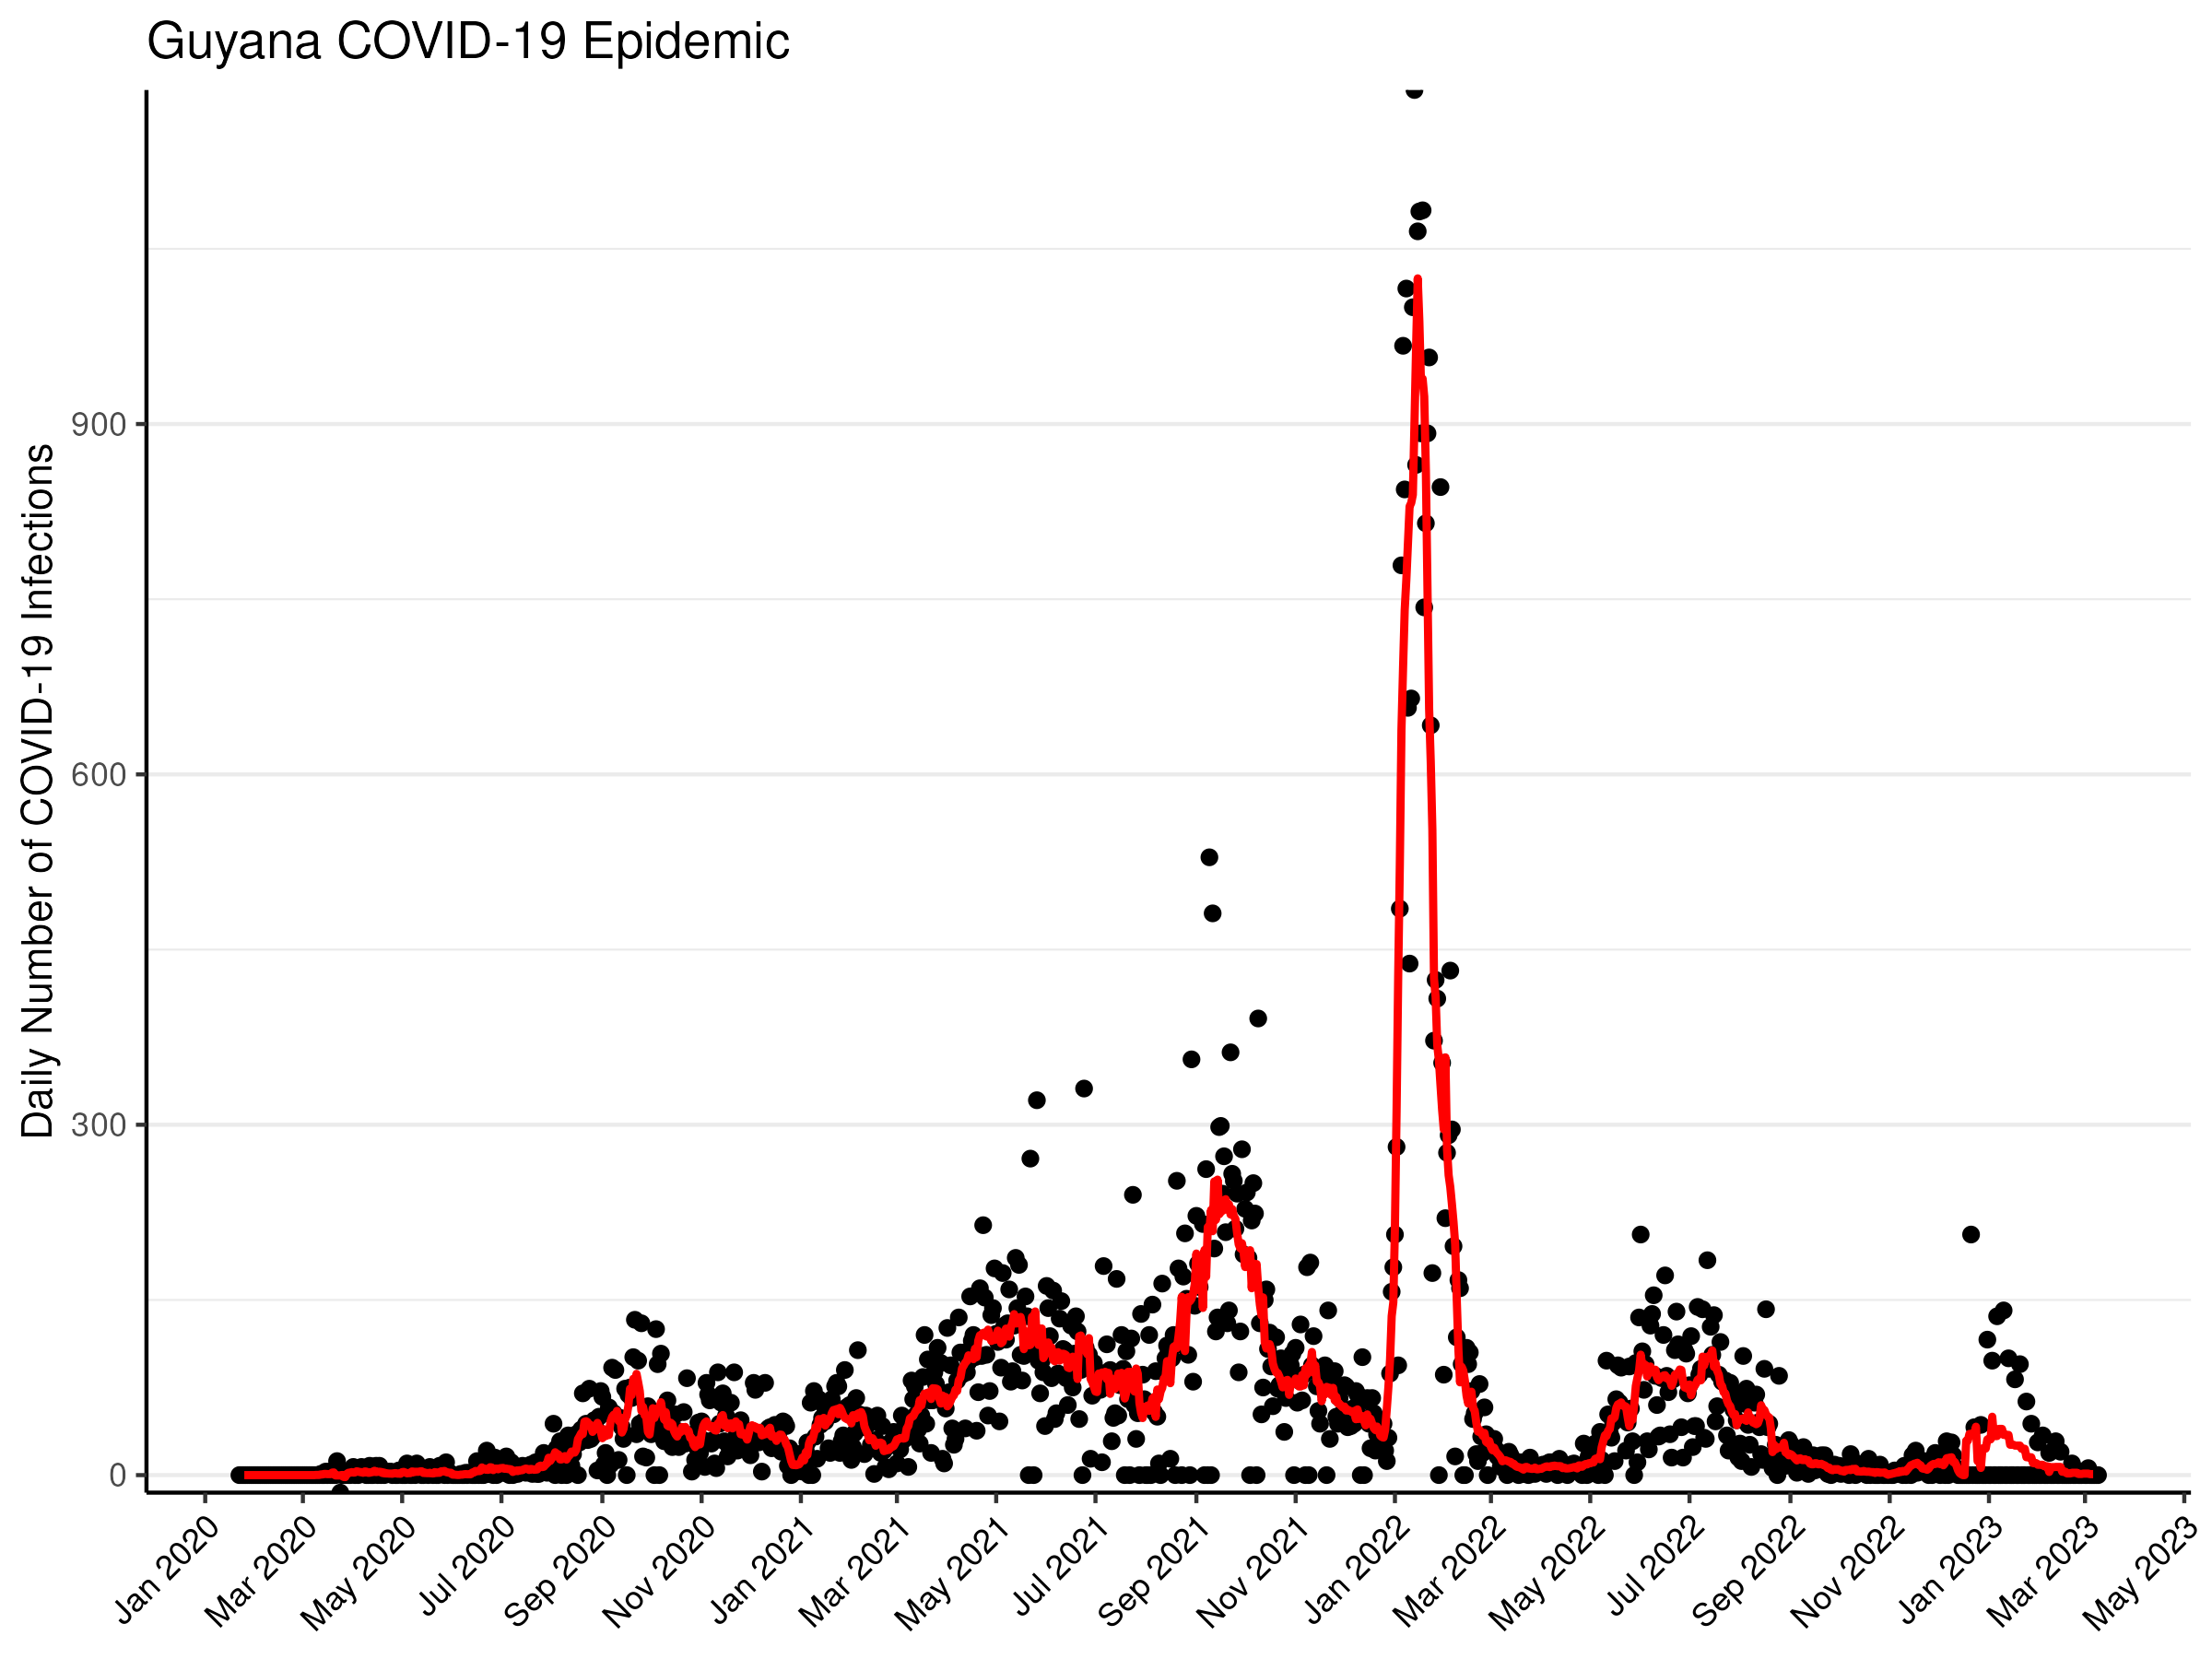 Guyana COVID-19 Epidemic
Daily Number of COVID-19 Infections
900
600
300
0
Jan 2020
Mar 2020
May 2020
Jul 2020
Sep 2020
Nov 2020
Jan 2021
Mar 2021
May 2021
Jul 2021
Sep 2021
Nov 2021
Jan 2022
Mar 2022
May 2022
Jul 2022
Sep 2022
Nov 2022
Jan 2023
Mar 2023
May 2023